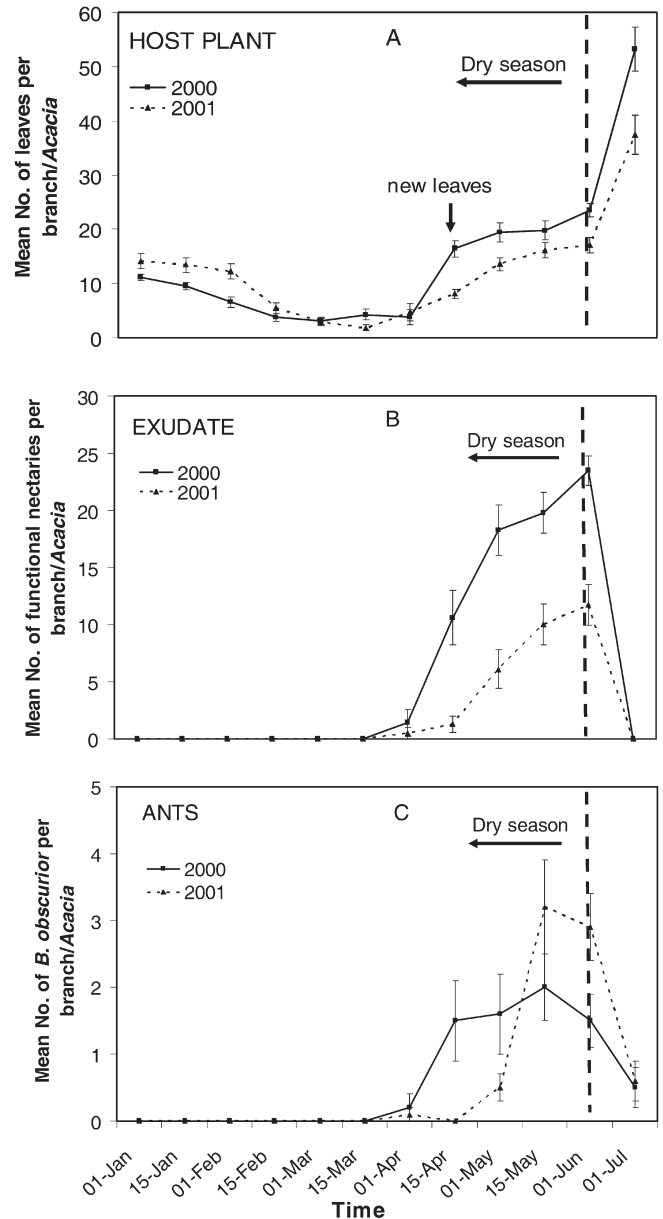 HOST PLANT
A
2000
2001
Dry season
new leaves
60
50
40
30
20
10
0
Mean No. of leaves per
branch/Acacia
EXUDATE
B
2000
2001
Dry season
30
25
20
15
10
5
0
Mean No. of functional nectaries per
branch/Acacia
ANTS
C
2000
2001
Dry season
5
4
3
2
1
0
Mean No. of B. obscurior per
branch/Acacia
01-Jan
15-Jan
01-Feb
15-Feb
01-Mar
15-Mar
01-Apr
15-Apr
01-May
15-May
01-Jun
01-Jul
Time